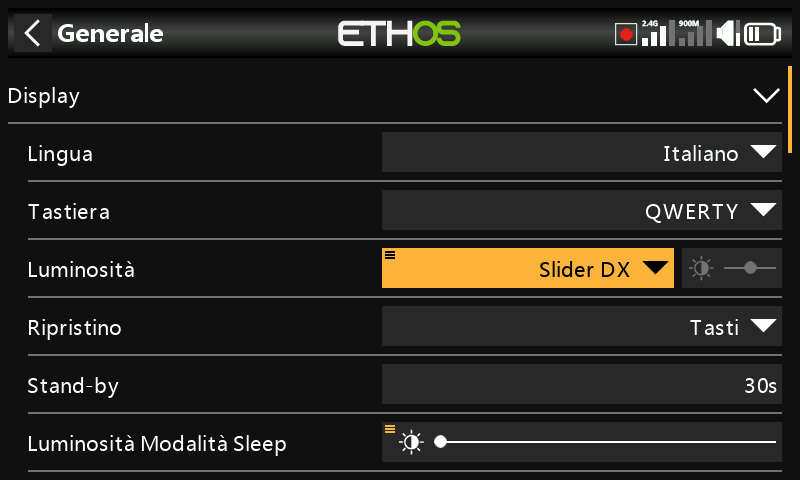 Generale
ETHOS
2.4G
900M
Display
Lingua
Italiano
Tastiera
QWERTY
Luminosità
Slider DX
Ripristino
Tasti
Stand-by
30s
Luminosità Modalità Sleep